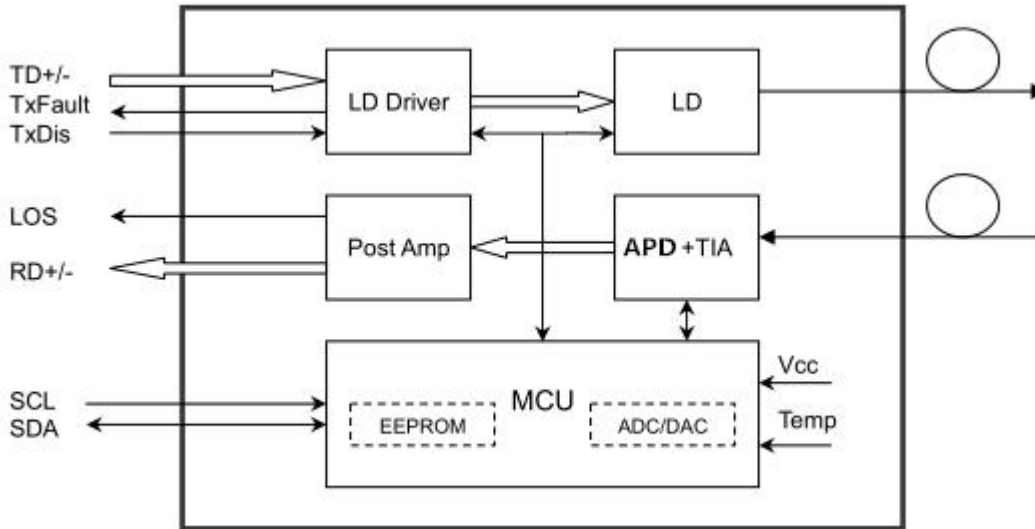 TD+/-
TxFault
TxDis
LD Driver
LD
LOS
RD+/-
Post Amp
APD +TIA
SCL
SDA
MCU
EEPROM
ADC/DAC
Vcc
Temp